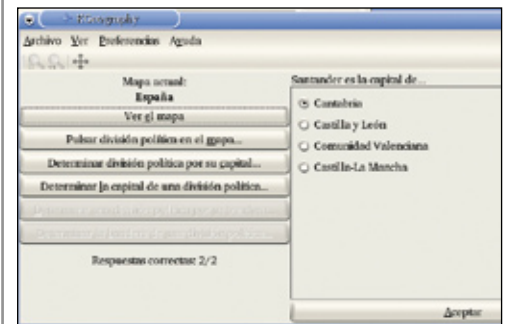 KGeography
Archivo Ver Preferencias Ayuda
Mapa actual:
España
Ver el mapa
Pulsar división política en el mapa...
Determinar división política por su capital...
Determinar la capital de una división política...
Respuestas correctas: 2/2
Santander es la capital de...
Cantabria
Castilla y León
Comunidad Valenciana
Castilla-La Mancha
Aceptar